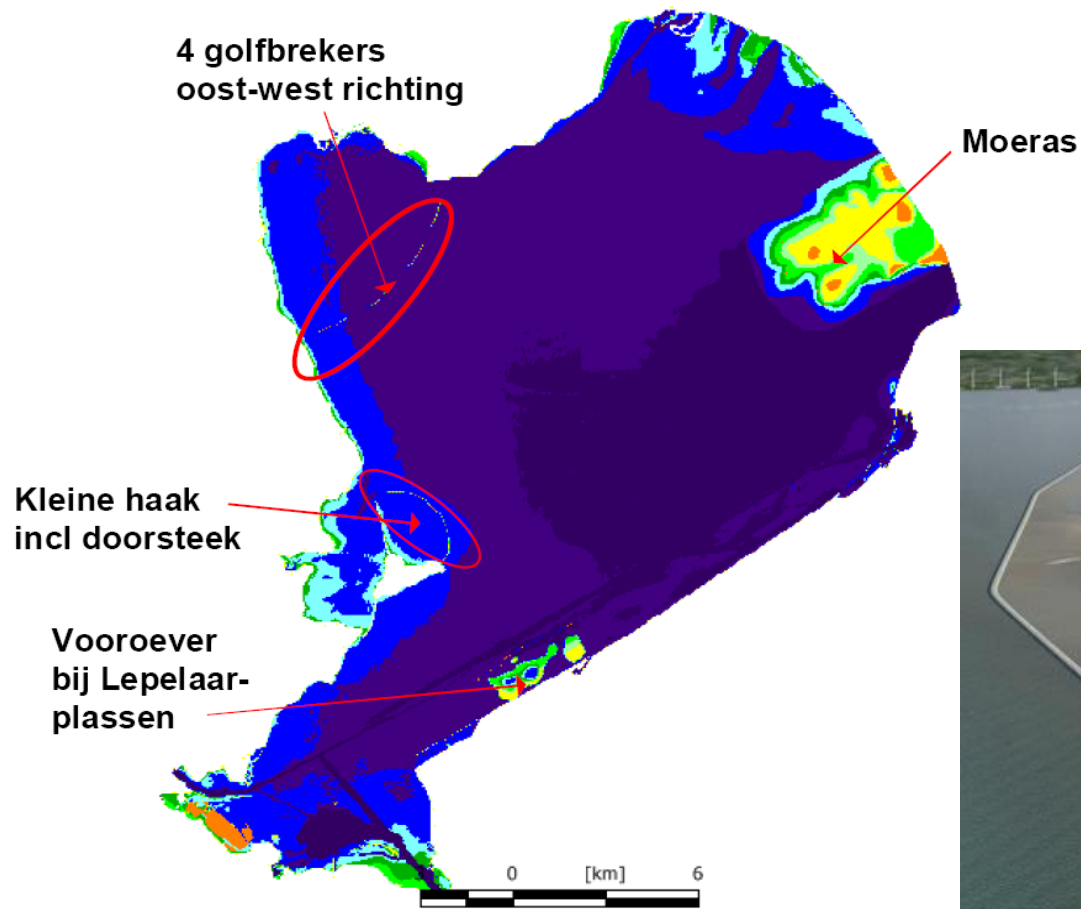 4 golfbrekers
oost-west richting
Moeras
Kleine haak
incl doorsteek
Vooroever
bij Lepelaar-
plassen
0 [km] 6